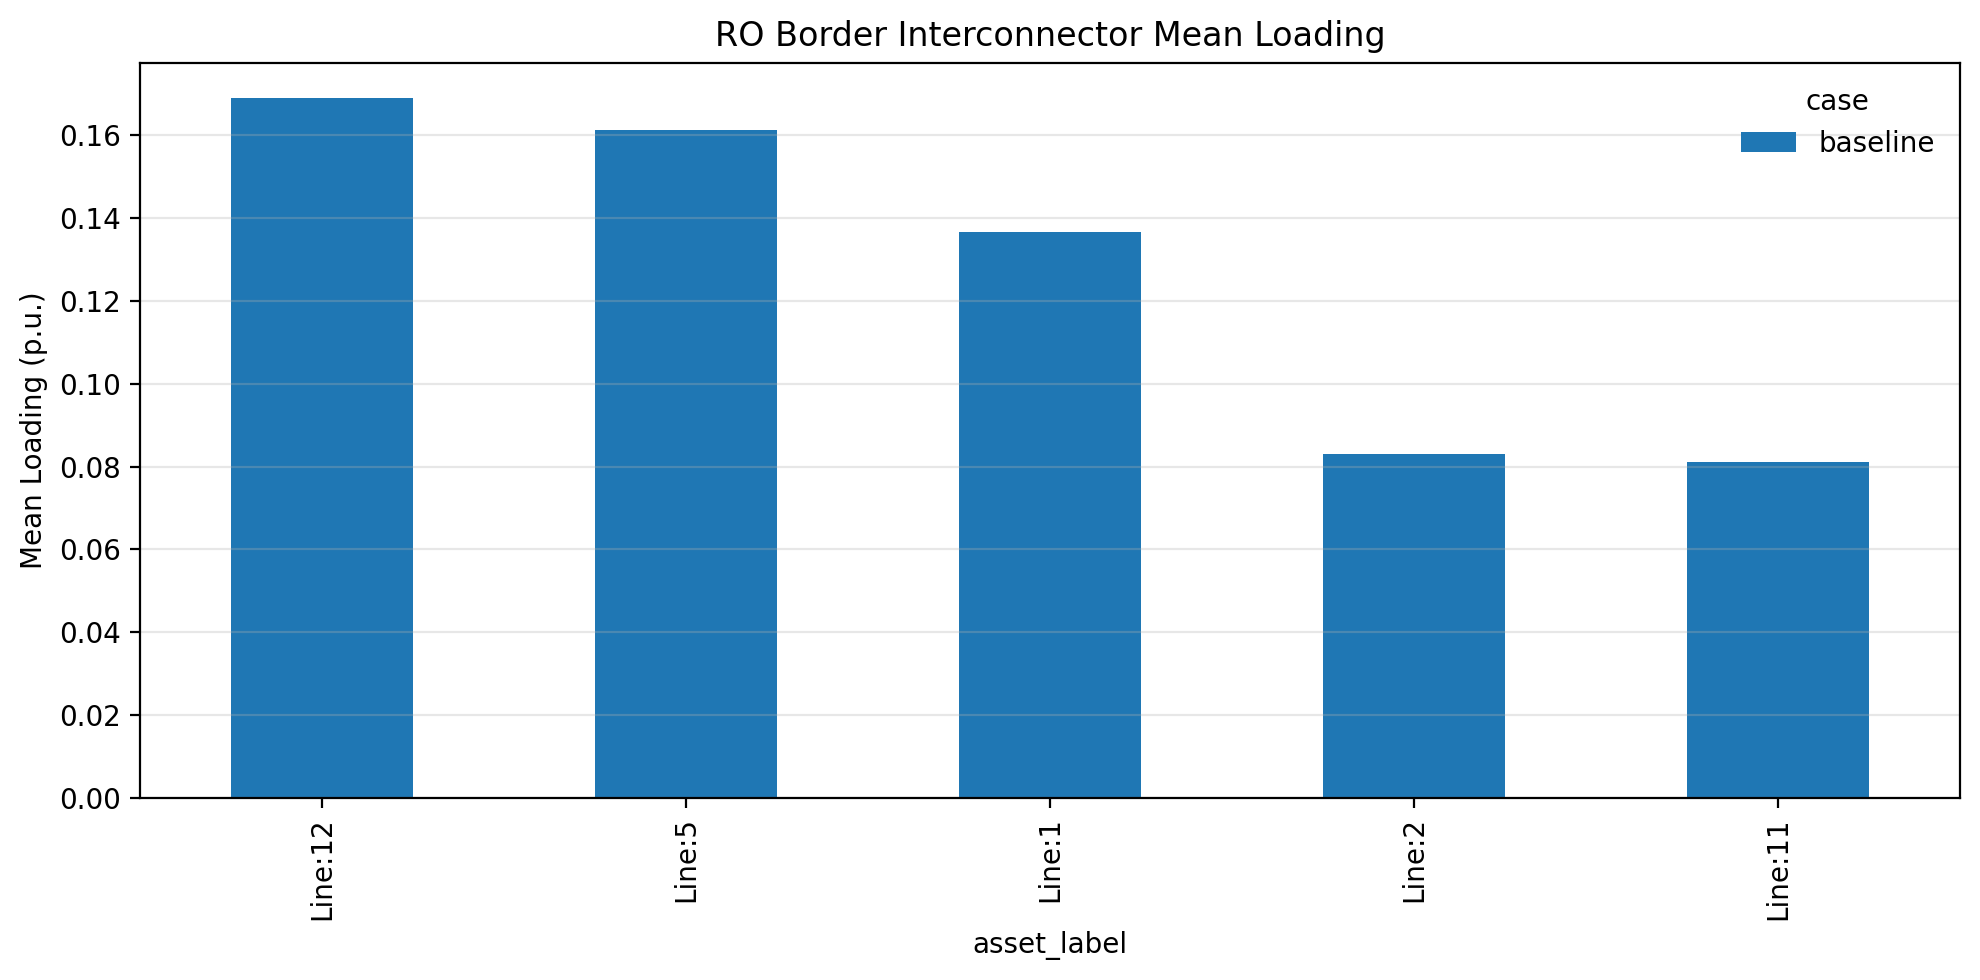 RO Border Interconnector Mean Loading
case
baseline
Mean Loading (p.u.)
0.16
0.14
0.12
0.10
0.08
0.06
0.04
0.02
0.00
Line:12
Line:5
Line:1
Line:2
Line:11
asset_label